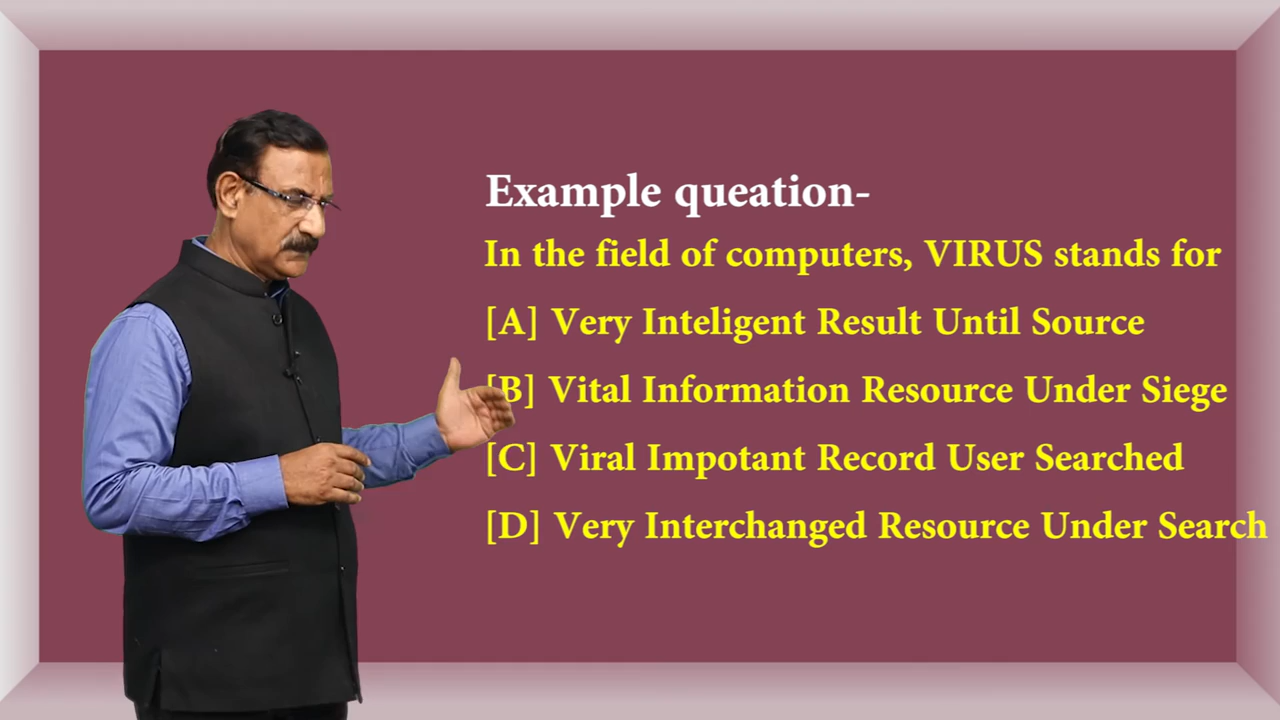 Example queation-
In the field of computers, VIRUS stands for
[A] Very Inteligent Result Until Source
[B] Vital Information Resource Under Siege
[C] Viral Impotant Record User Searched
[D] Very Interchanged Resource Under Search